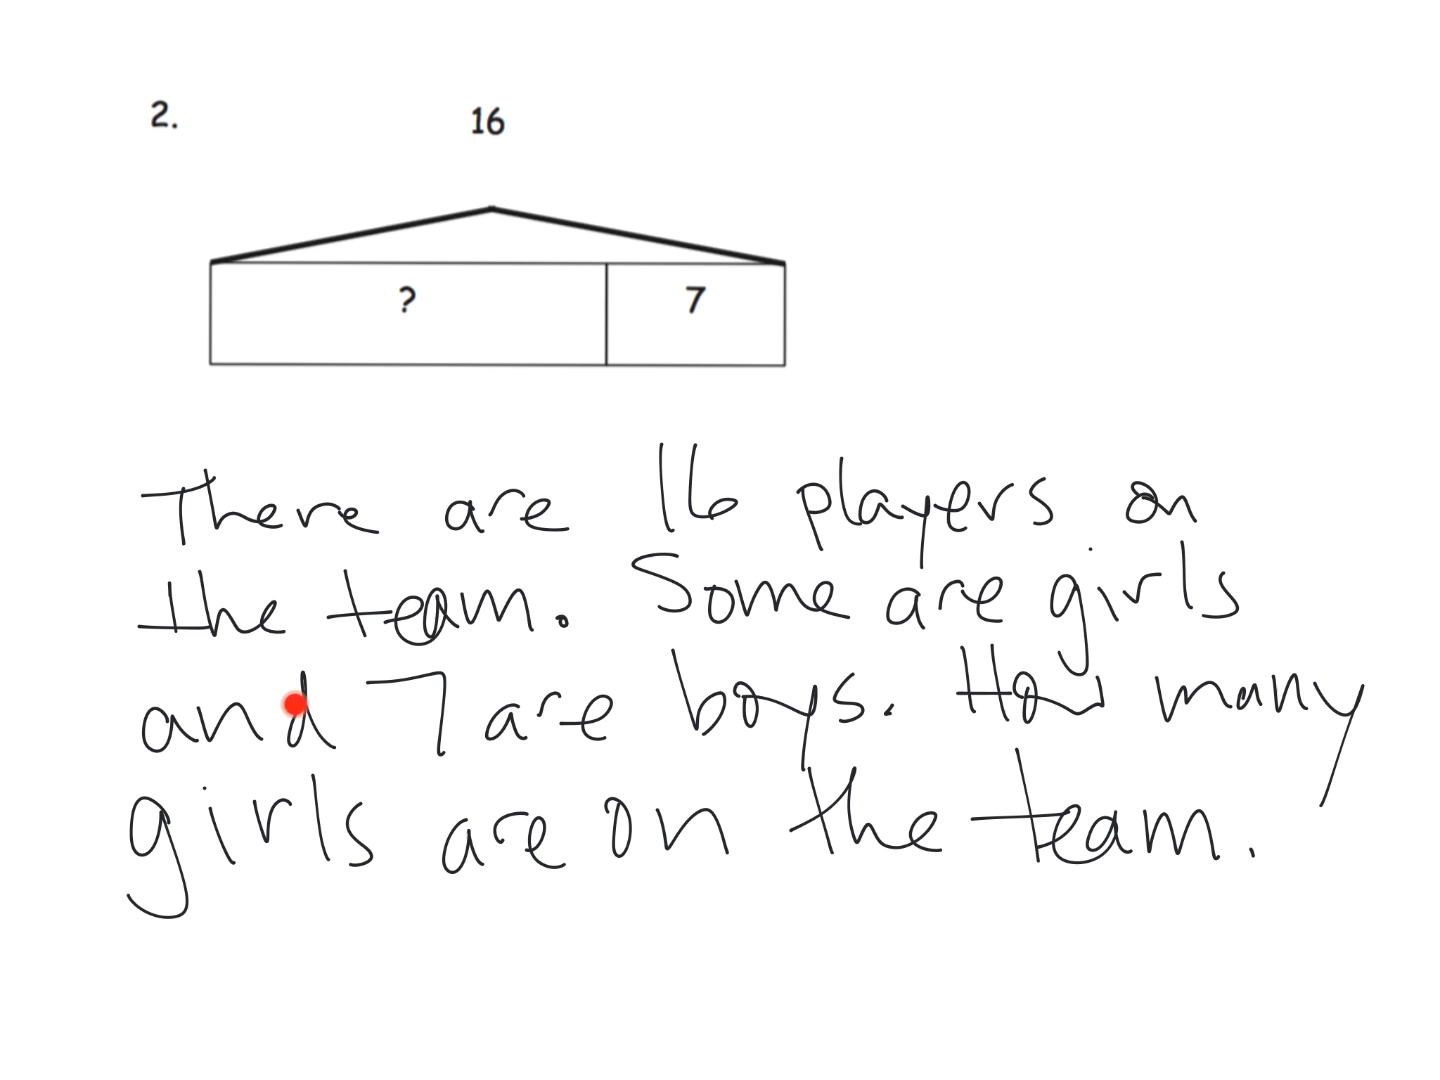 2.
16
? 7
There are 16 players on
the team. Some are girls
and 7 are boys. How many
girls are on the team.